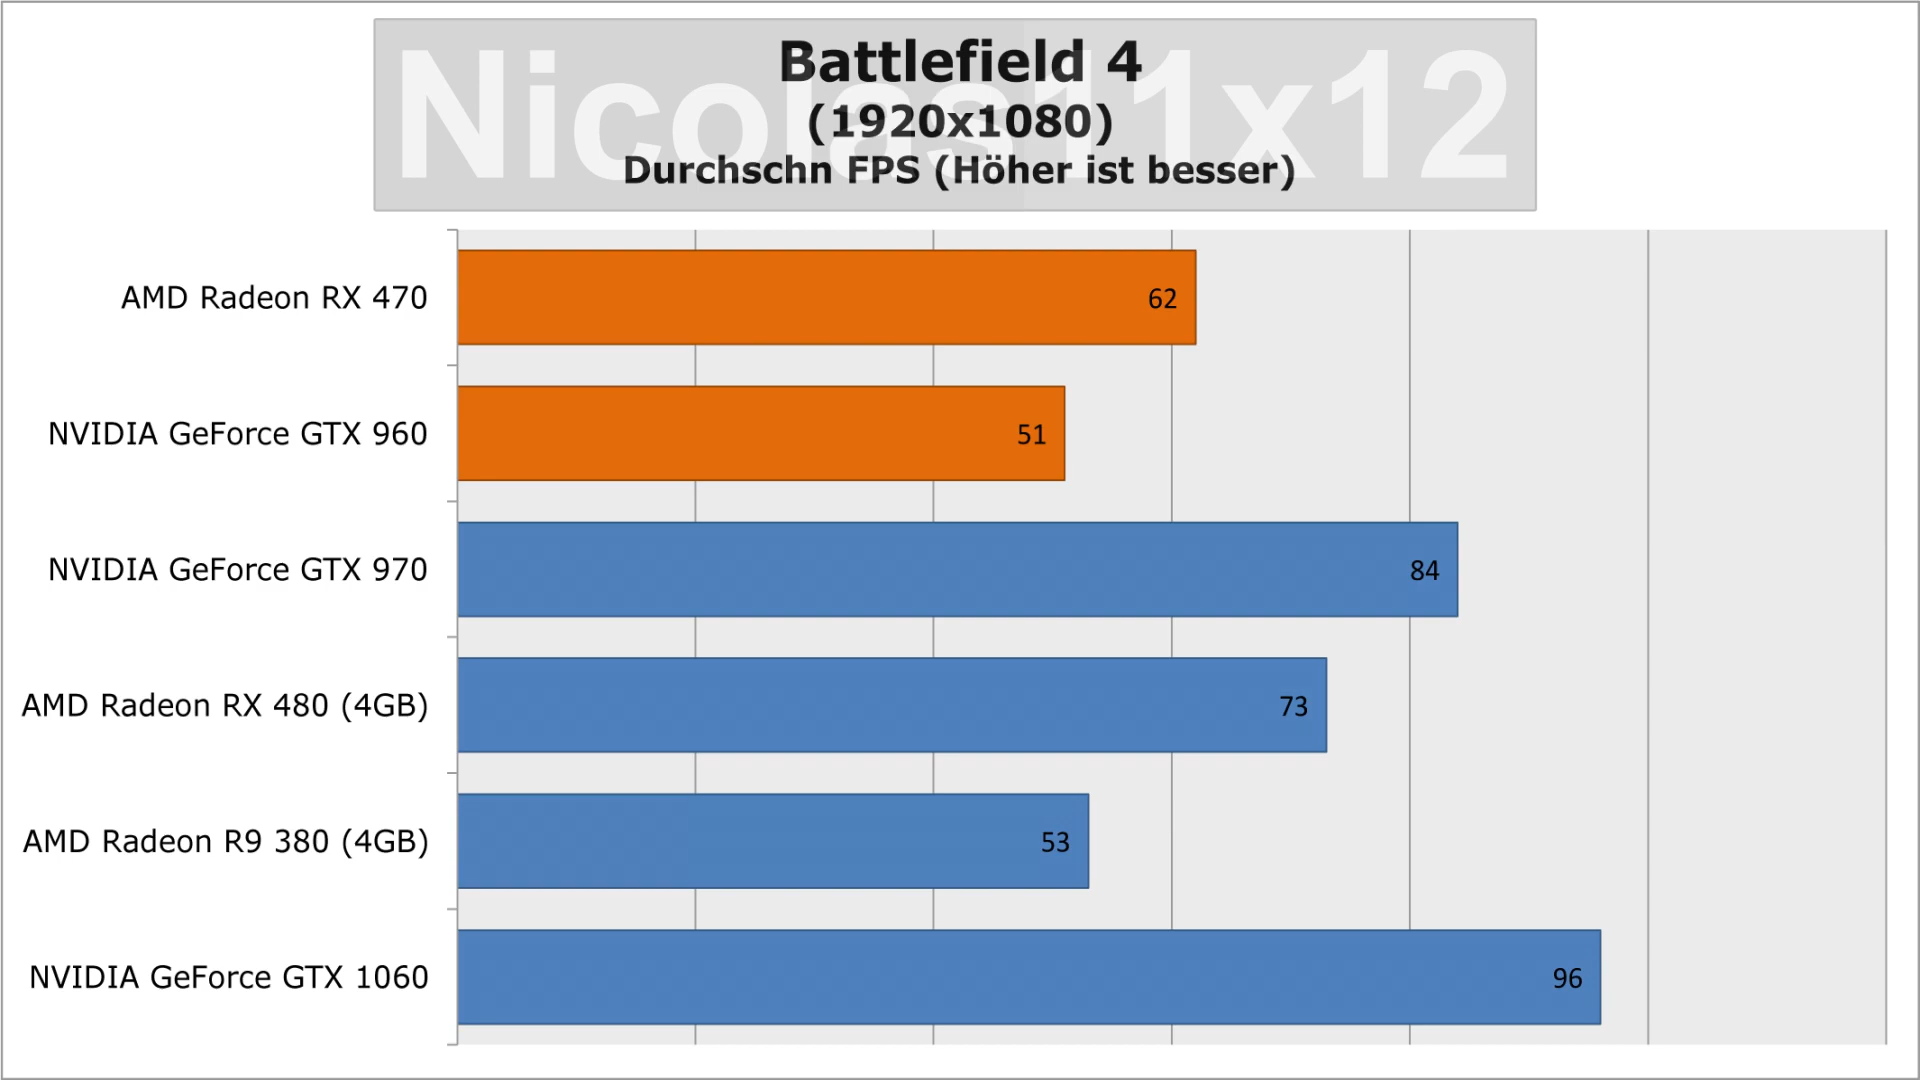 Nicolas11x12
Battlefield 4
(1920x1080)
Durchschn FPS (Höher ist besser)
AMD Radeon RX 470
62
NVIDIA GeForce GTX 960
51
NVIDIA GeForce GTX 970
84
AMD Radeon RX 480 (4GB)
73
AMD Radeon R9 380 (4GB)
53
NVIDIA GeForce GTX 1060
96